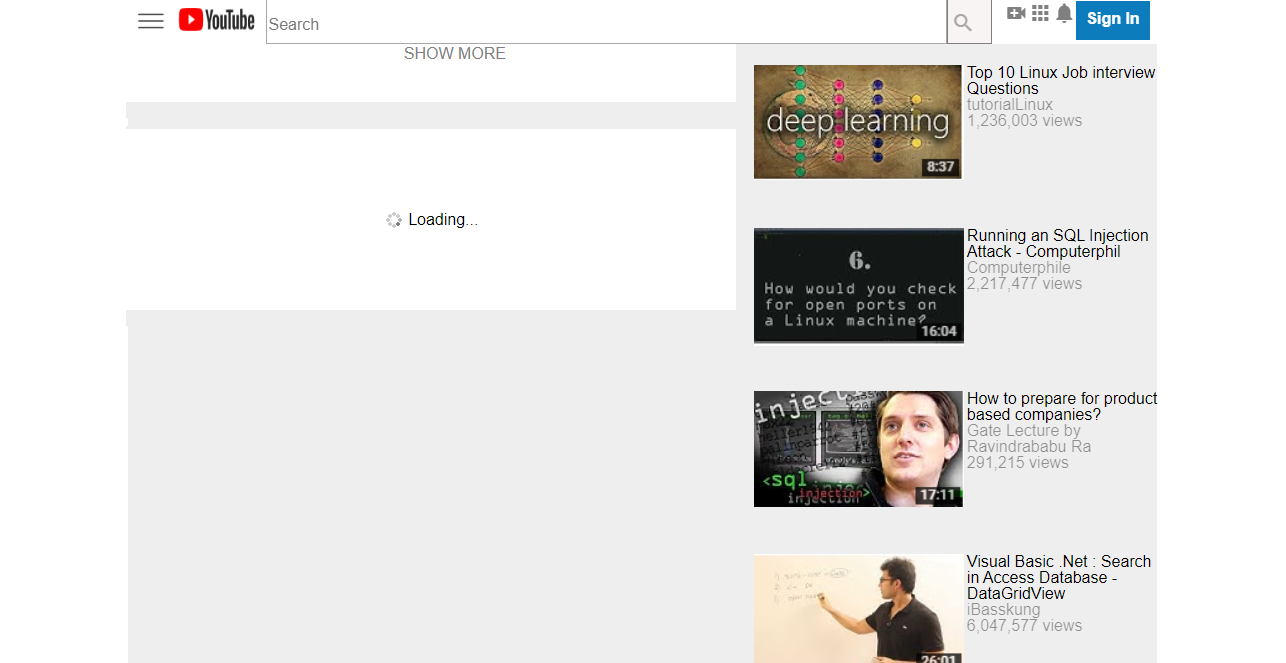 YouTube
Search
Sign In
SHOW MORE
Loading...
deep learning
8:37
Top 10 Linux Job interview
Questions
tutorialLinux
1,236,003 views
6.
How would you check
for open ports on
a Linux machine?
16:04
Running an SQL Injection
Attack - Computerphil
Computerphile
2,217,477 views
injec
<sql
injection>
injection
17:11
How to prepare for product
based companies?
Gate Lecture by
Ravindrababu Ra
291,215 views
26:01
Visual Basic .Net : Search
in Access Database -
DataGridView
iBasskung
6,047,577 views